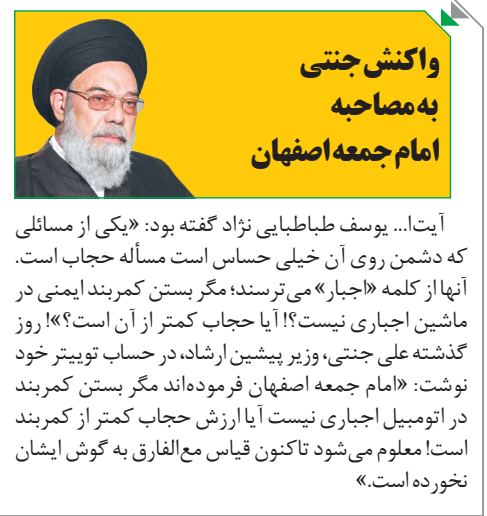 واکنش جنتی
به مصاحبه
امام جمعه اصفهان
آیت‌ا... یوسف طباطبایی نژاد گفته بود: «یکی از مسائلی
که دشمن روی آن خیلی حساس است مسأله حجاب است.
آنها از کلمه «اجبار» می‌ترسند؛ مگر بستن کمربند ایمنی در
ماشین اجباری نیست؟! آیا حجاب کمتر از آن است؟»! روز
گذشته علی جنتی، وزیر پیشین ارشاد، در حساب توییتر خود
نوشت: «امام جمعه اصفهان فرموده‌اند مگر بستن کمربند
در اتومبیل اجباری نیست آیا ارزش حجاب کمتر از کمربند
است! معلوم می‌شود تاکنون قیاس مع‌الفارق به گوش ایشان
نخورده است.»